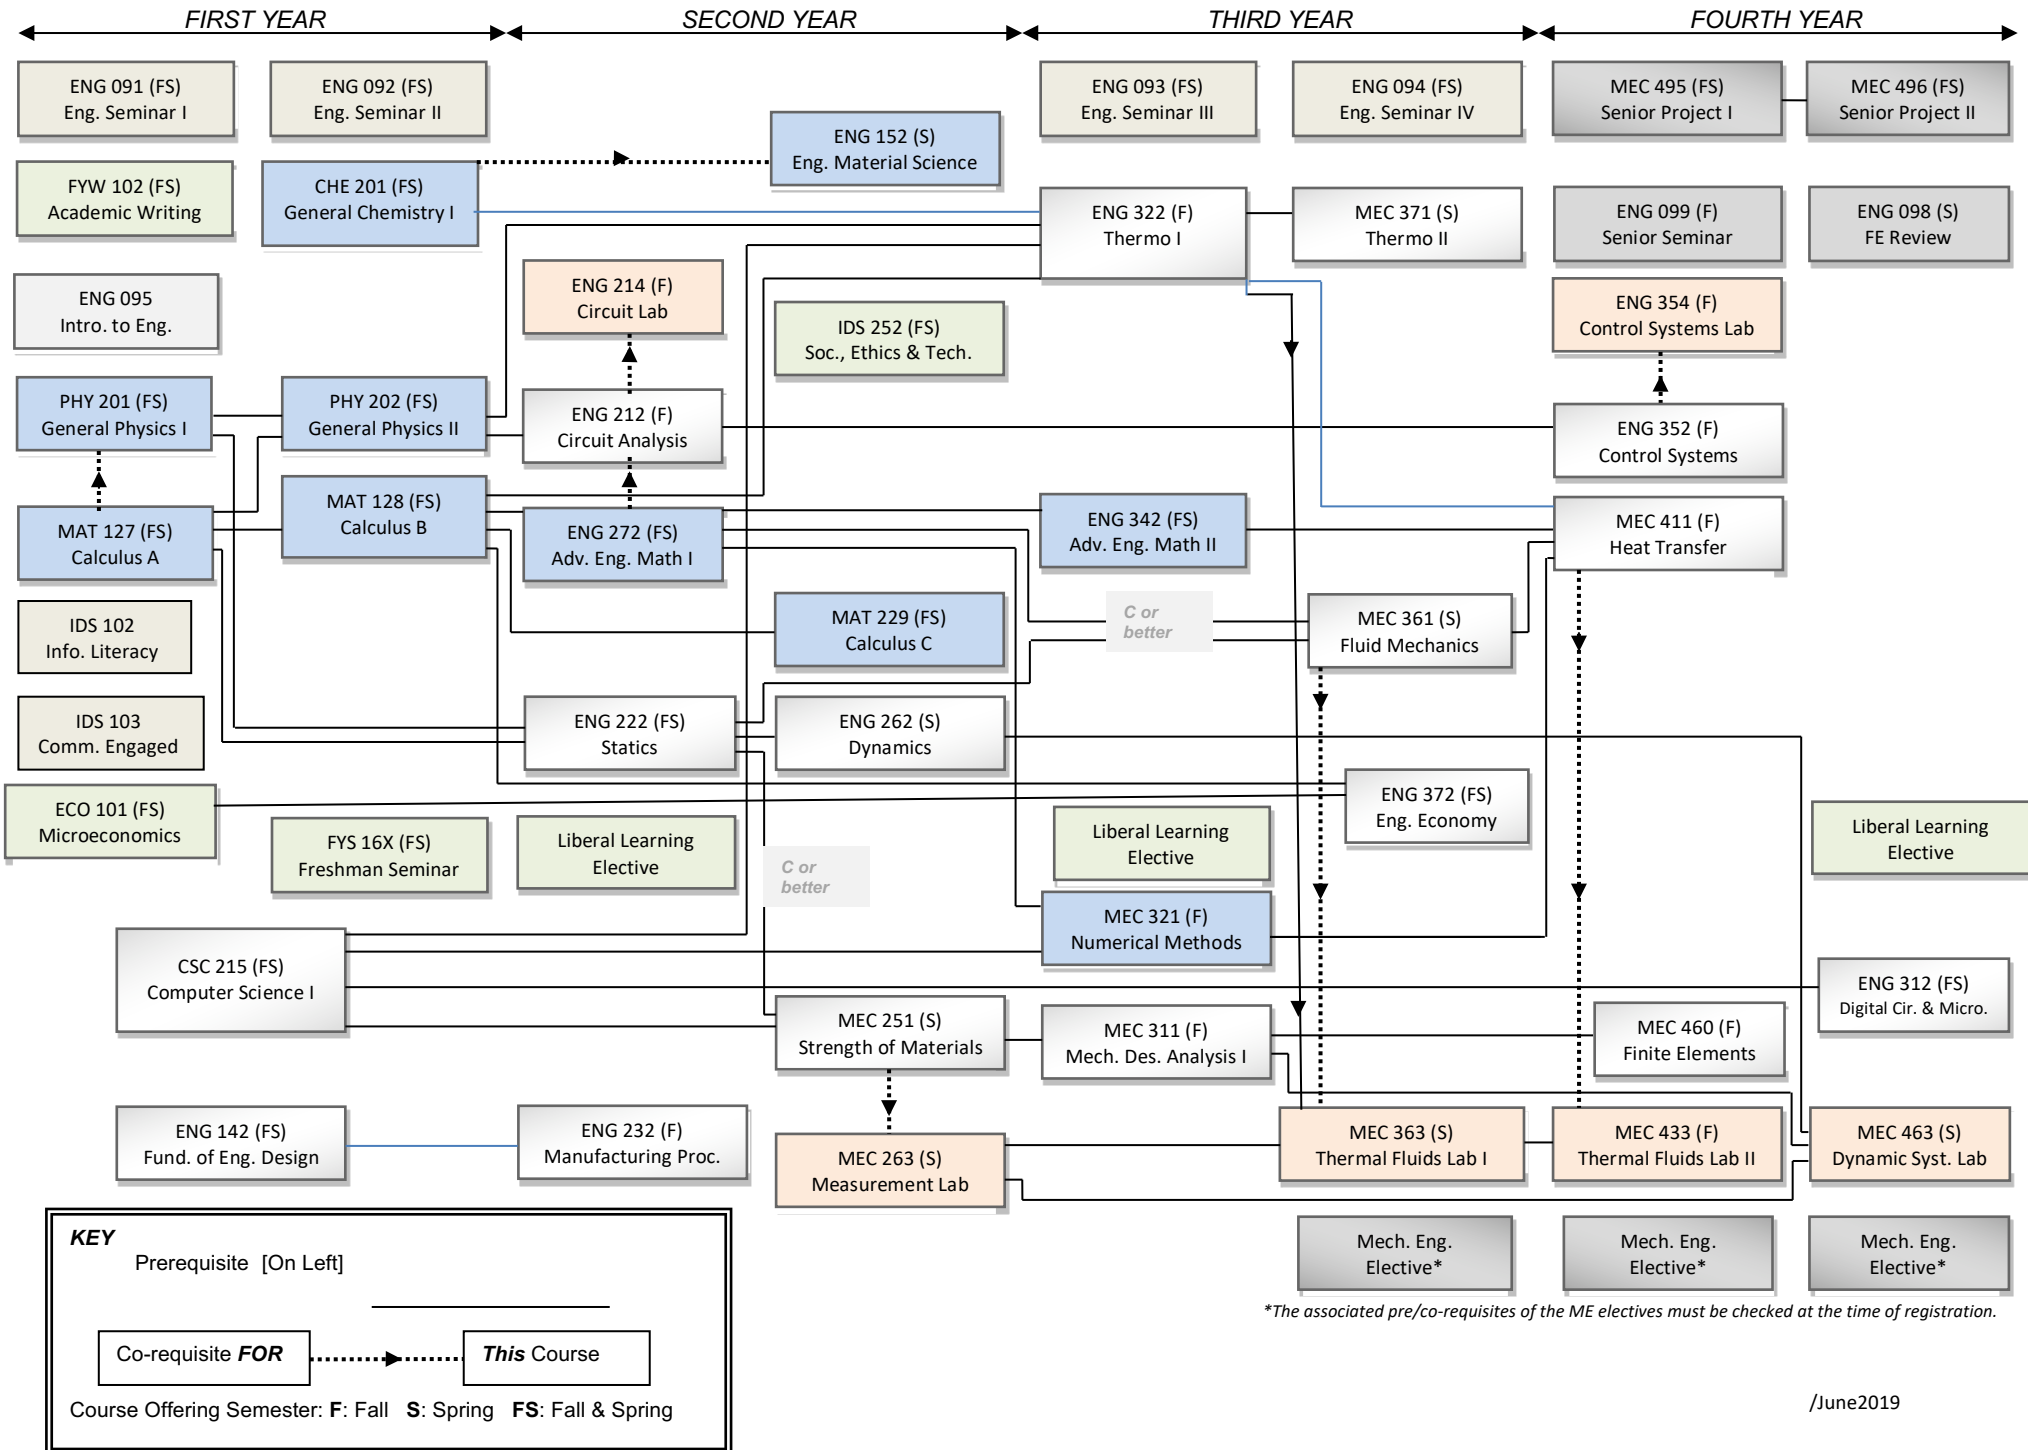 FIRST YEAR
SECOND YEAR
THIRD YEAR
FOURTH YEAR
ENG 091 (FS)
Eng. Seminar I
ENG 092 (FS)
Eng. Seminar II
ENG 093 (FS)
Eng. Seminar III
ENG 094 (FS)
Eng. Seminar IV
MEC 495 (FS)
Senior Project I
MEC 496 (FS)
Senior Project II
ENG 152 (S)
Eng. Material Science
FYW 102 (FS)
Academic Writing
CHE 201 (FS)
General Chemistry I
ENG 322 (F)
Thermo I
MEC 371 (S)
Thermo II
ENG 099 (F)
Senior Seminar
ENG 098 (S)
FE Review
ENG 095
Intro. to Eng.
ENG 214 (F)
Circuit Lab
IDS 252 (FS)
Soc., Ethics & Tech.
ENG 354 (F)
Control Systems Lab
PHY 201 (FS)
General Physics I
PHY 202 (FS)
General Physics II
ENG 212 (F)
Circuit Analysis
ENG 352 (F)
Control Systems
MAT 127 (FS)
Calculus A
MAT 128 (FS)
Calculus B
ENG 272 (FS)
Adv. Eng. Math I
ENG 342 (FS)
Adv. Eng. Math II
MEC 411 (F)
Heat Transfer
IDS 102
Info. Literacy
MAT 229 (FS)
Calculus C
C or
better
MEC 361 (S)
Fluid Mechanics
IDS 103
Comm. Engaged
ENG 222 (FS)
Statics
ENG 262 (S)
Dynamics
ECO 101 (FS)
Microeconomics
FYS 16X (FS)
Freshman Seminar
Liberal Learning
Elective
C or
better
Liberal Learning
Elective
ENG 372 (FS)
Eng. Economy
Liberal Learning
Elective
CSC 215 (FS)
Computer Science I
MEC 321 (F)
Numerical Methods
ENG 312 (FS)
Digital Cir. & Micro.
MEC 251 (S)
Strength of Materials
MEC 311 (F)
Mech. Des. Analysis I
MEC 460 (F)
Finite Elements
ENG 142 (FS)
Fund. of Eng. Design
ENG 232 (F)
Manufacturing Proc.
MEC 263 (S)
Measurement Lab
MEC 363 (S)
Thermal Fluids Lab I
MEC 433 (F)
Thermal Fluids Lab II
MEC 463 (S)
Dynamic Syst. Lab
Mech. Eng.
Elective*
Mech. Eng.
Elective*
Mech. Eng.
Elective*
*The associated pre/co-requisites of the ME electives must be checked at the time of registration.
KEY
Prerequisite [On Left]
Co-requisite FOR
This Course
Course Offering Semester: F: Fall S: Spring FS: Fall & Spring
/June2019